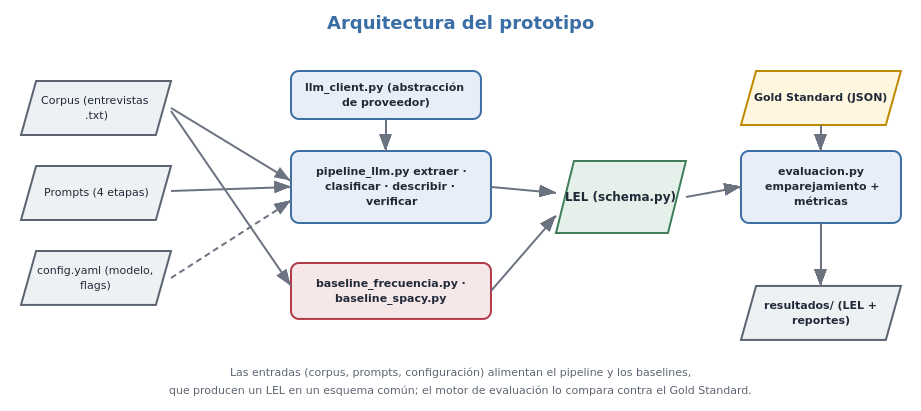 Arquitectura del prototipo
Corpus (entrevistas
.txt)
Prompts (4 etapas)
config.yaml (modelo,
flags)
llm_client.py (abstracción
de proveedor)
pipeline_llm.py extraer ·
clasificar · describir ·
verificar
baseline_frecuencia.py ·
baseline_spacy.py
LEL (schema.py)
Gold Standard (JSON)
evaluacion.py
emparejamiento +
métricas
resultados/ (LEL +
reportes)
Las entradas (corpus, prompts, configuración) alimentan el pipeline y los baselines,
que producen un LEL en un esquema común; el motor de evaluación lo compara contra el Gold Standard.